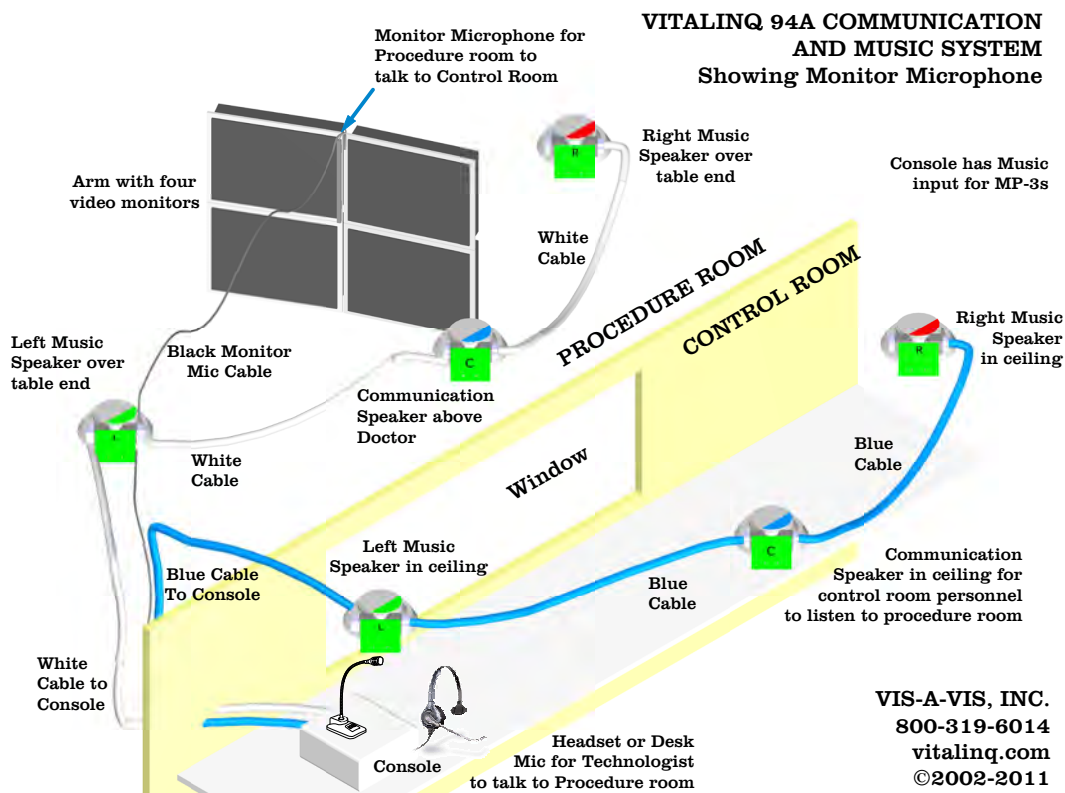 VITALINQ 94A COMMUNICATION
AND MUSIC SYSTEM
Showing Monitor Microphone
Monitor Microphone for
Procedure room to
talk to Control Room
Right Music
Speaker over
table end
Console has Music
input for MP-3s
Arm with four
video monitors
R
White
Cable
PROCEDURE ROOM
CONTROL ROOM
Left Music
Speaker over
table end
Black Monitor
Mic Cable
C
Right Music
Speaker
in ceiling
R
Communication
Speaker above
Doctor
L
White
Cable
Window
Blue
Cable
C
Left Music
Speaker in ceiling
Blue Cable
To Console
Blue
Cable
Communication
Speaker in ceiling for
control room personnel
to listen to procedure room
L
White
Cable to
Console
Console
Headset or Desk
Mic for Technologist
to talk to Procedure room
VIS-A-VIS, INC.
800-319-6014
vitalinq.com
©2002-2011